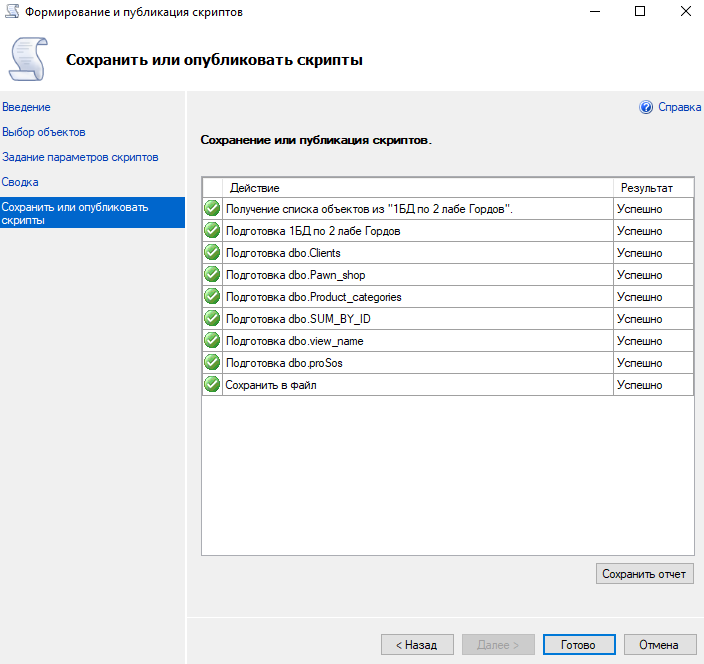 Формирование и публикация скриптов
Сохранить или опубликовать скрипты
Введение
Выбор объектов
Задание параметров скриптов
Сводка
Сохранить или опубликовать
скрипты
Справка
Сохранение или публикация скриптов.
Действие Результат
Получение списка объектов из "1БД по 2 лабе Гордов". Успешно
Подготовка 1БД по 2 лабе Гордов Успешно
Подготовка dbo.Clients Успешно
Подготовка dbo.Pawn_shop Успешно
Подготовка dbo.Product_categories Успешно
Подготовка dbo.SUM_BY_ID Успешно
Подготовка dbo.view_name Успешно
Подготовка dbo.proSos Успешно
Сохранить в файл Успешно
Сохранить отчет
< Назад Далее > Готово Отмена